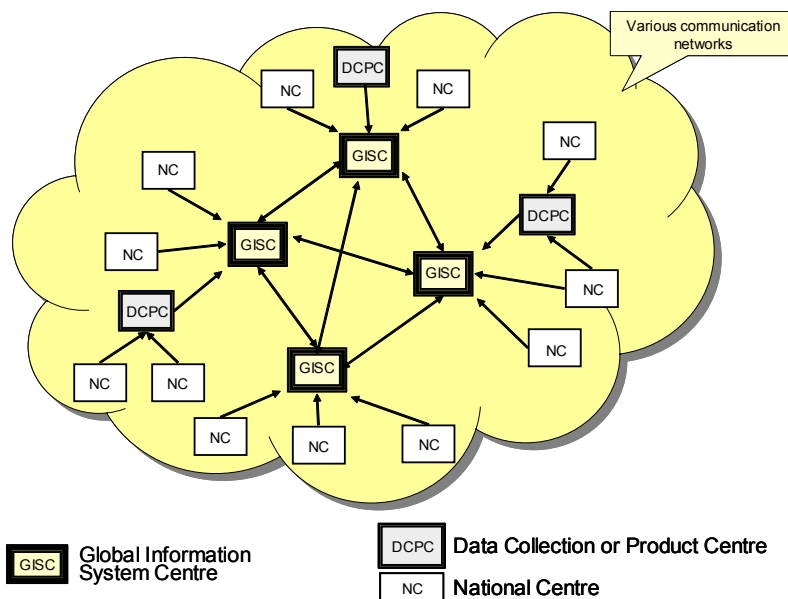 Various communication
networks
DCPC
NC
NC
GISC
NC
NC
DCPC
NC
GISC
GISC
DCPC
NC
NC
NC
NC
GISC
NC
NC
NC
NC
GISC
Global Information
System Centre
DCPC
Data Collection or Product Centre
NC
National Centre